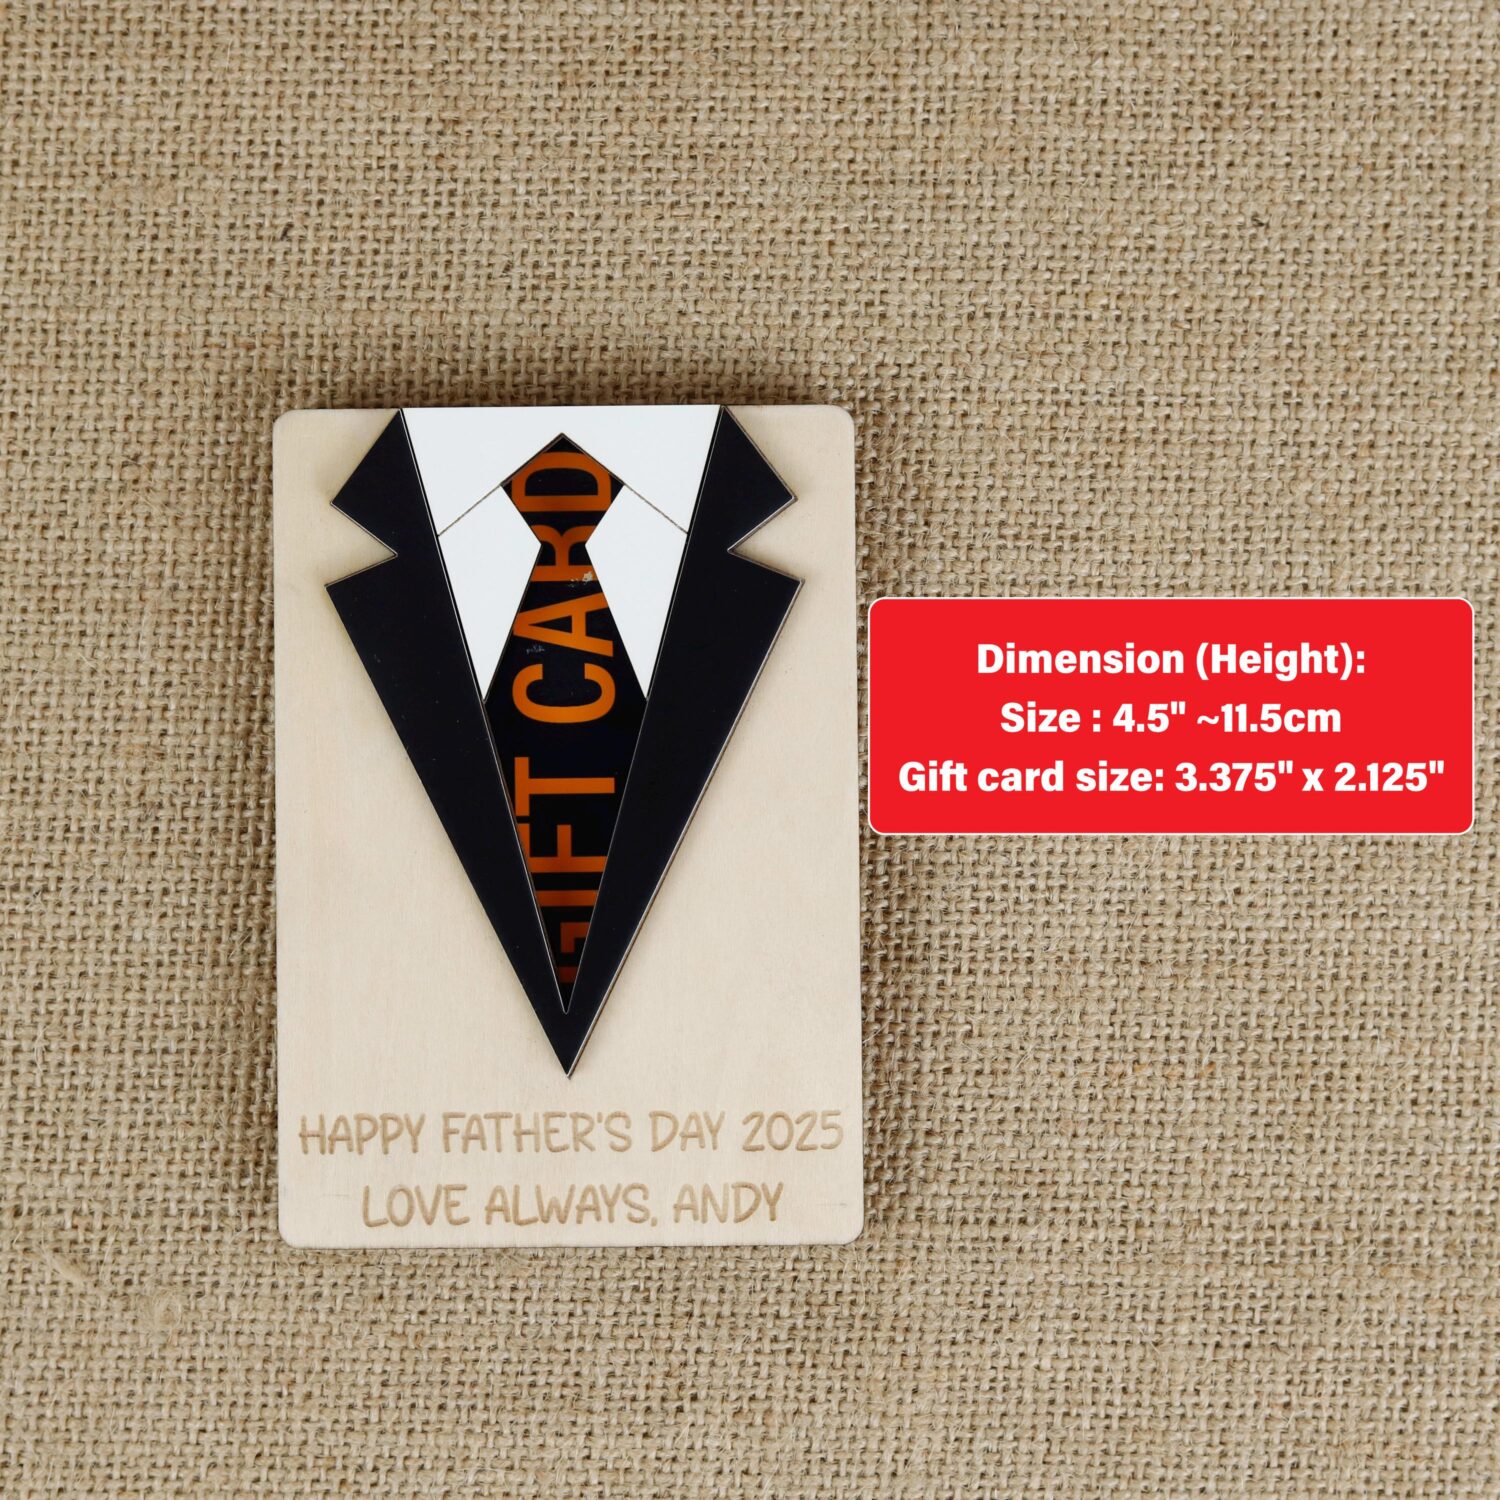 GIFT CARD
HAPPY FATHER'S DAY 2025
LOVE ALWAYS, ANDY
Dimension (Height):
Size : 4.5" ~11.5cm
Gift card size: 3.375" x 2.125"